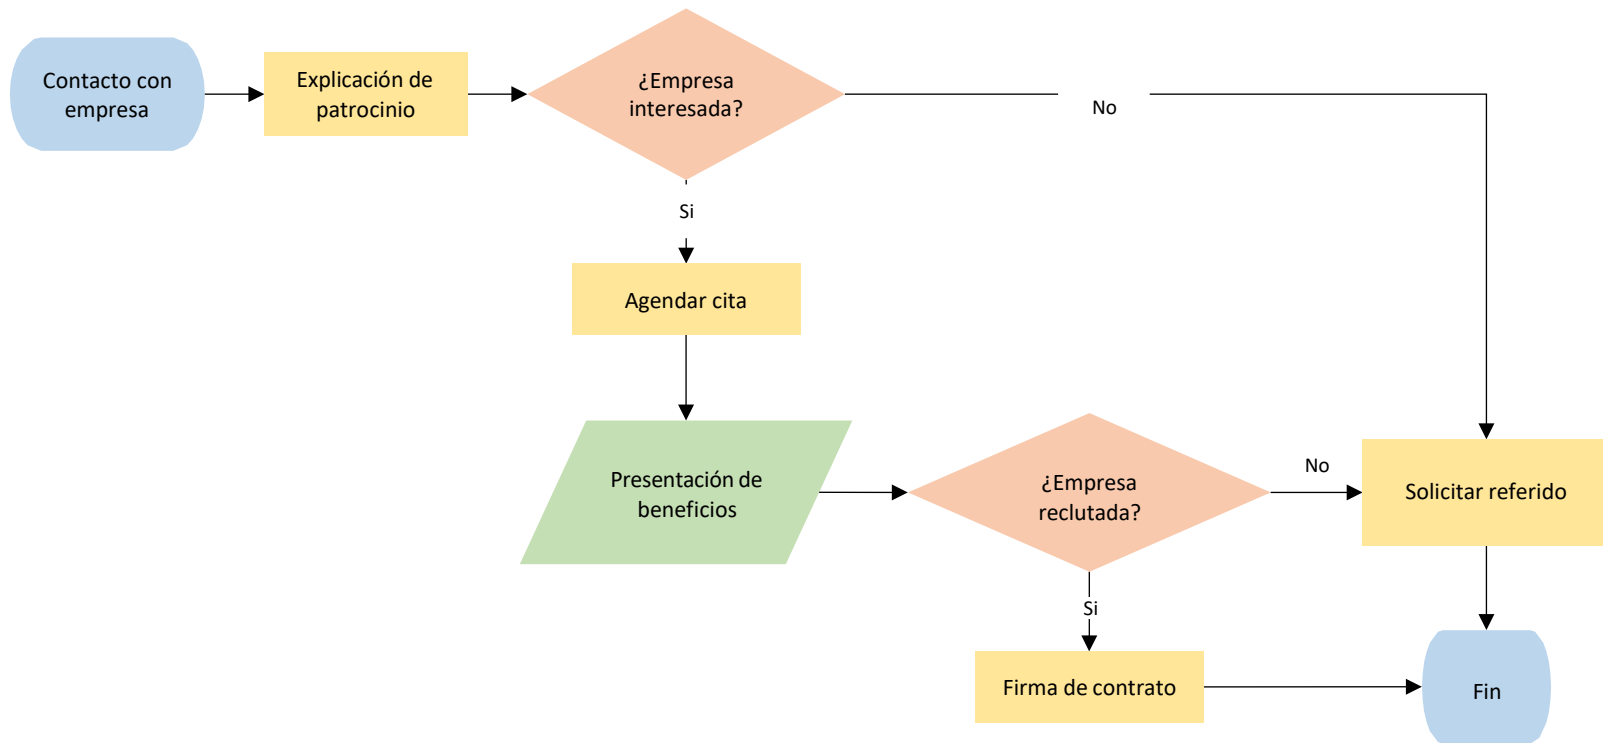 Contacto con
empresa
Explicación de
patrocinio
¿Empresa
interesada?
No
Si
Agendar cita
Presentación de
beneficios
¿Empresa
reclutada?
No
Solicitar referido
Si
Firma de contrato
Fin